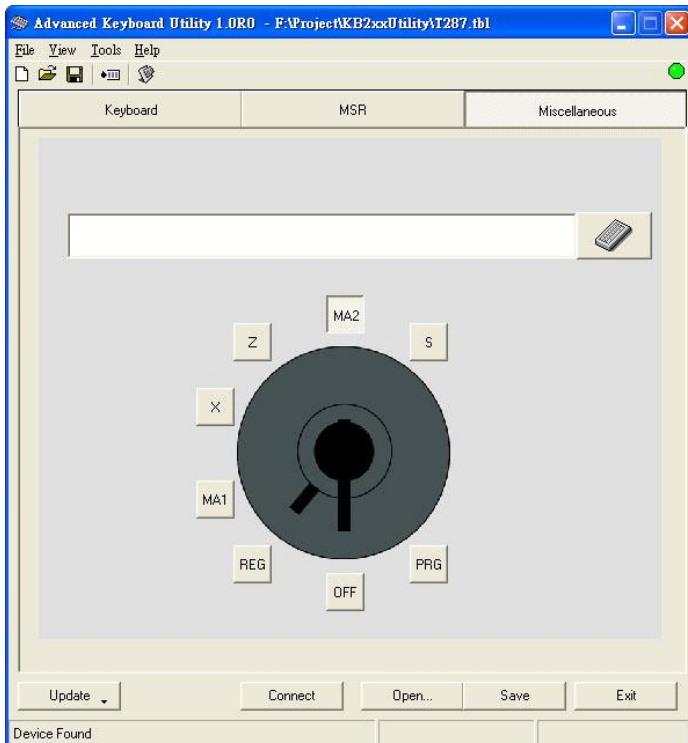 Advanced Keyboard Utility 1.0R0 - F:\Project\KB2xxUtility\T287.tbl
File View Tools Help
Keyboard MSR Miscellaneous
MA2
Z S
X
MA1
REG PRG
OFF
Update Connect Open... Save Exit
Device Found